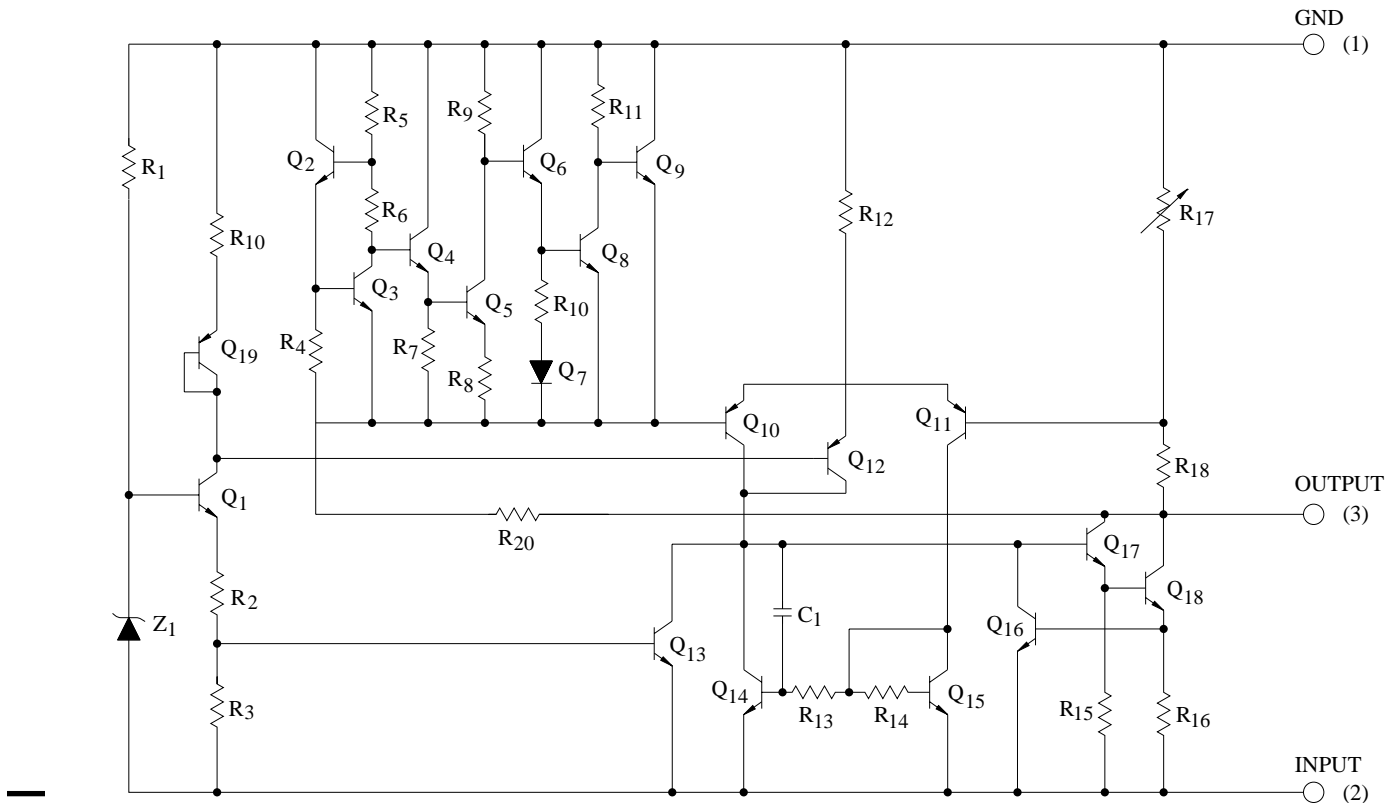 GND
(1)
R5
R9
R11
R1
Q2
Q6
Q9
R6
R12
R17
R10
Q4
Q8
Q3
Q5
R10
R4
Q19
R7
R8
Q7
Q10
Q11
Q12
R18
Q1
OUTPUT
(3)
R20
Q17
R2
Q18
Z1
C1
Q16
Q13
Q14
Q15
R3
R13
R14
R15
R16
INPUT
(2)